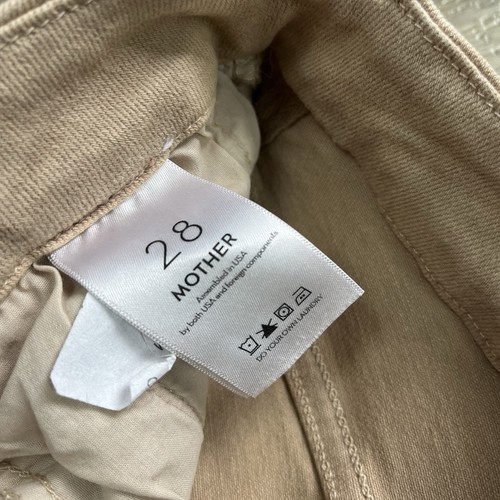 28
MOTHER
Assembled in USA
by both USA and foreign components
DO YOUR OWN LAUNDRY